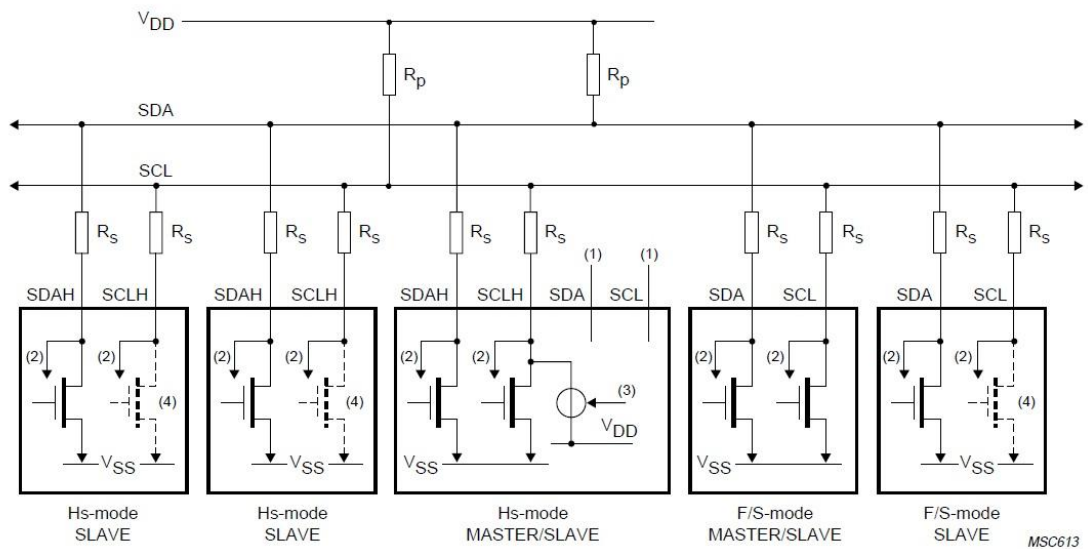 VDD
Rp Rp
SDA
SCL
Rs Rs Rs Rs Rs Rs Rs Rs Rs Rs
(1) (1)
SDAH SCLH SDAH SCLH SDAH SCLH SDA SCL SDA SCL SDA SCL
(2) (2) (2) (2) (2) (2) (2) (2) (2) (2)
(4) (4) (3) (4)
VDD
VSS VSS VSS VSS VSS
Hs-mode Hs-mode Hs-mode F/S-mode F/S-mode
SLAVE SLAVE MASTER/SLAVE MASTER/SLAVE SLAVE
MSC613